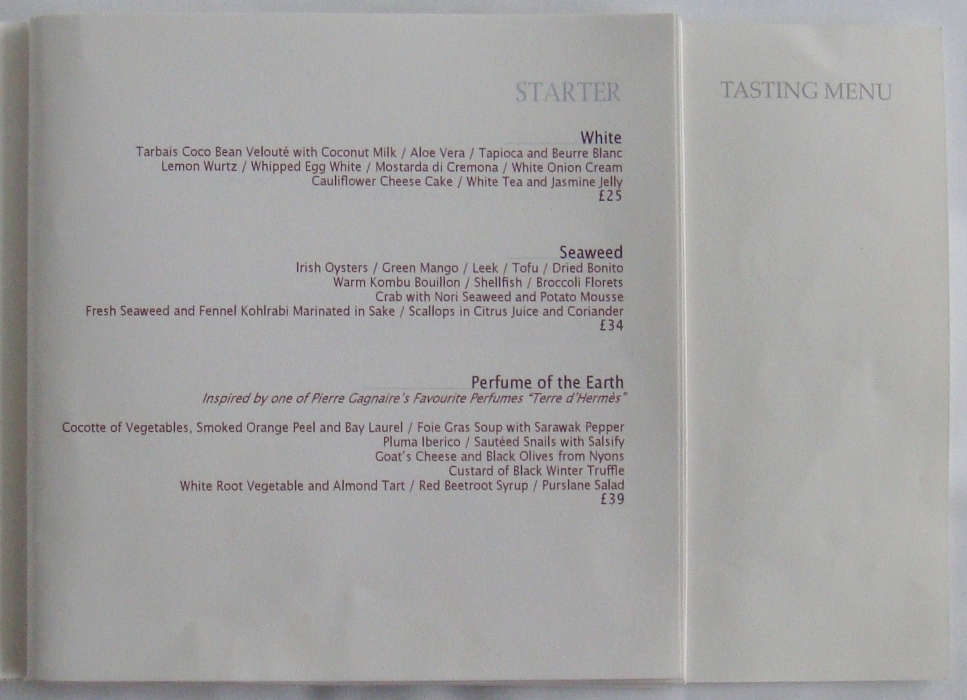 STARTER
White
Tarbais Coco Bean Velouté with Coconut Milk / Aloe Vera / Tapioca and Beurre Blanc
Lemon Wurtz / Whipped Egg White / Mostarda di Cremona / White Onion Cream
Cauliflower Cheese Cake / White Tea and Jasmine Jelly
£25
Seaweed
Irish Oysters / Green Mango / Leek / Tofu / Dried Bonito
Warm Kombu Bouillon / Shellfish / Broccoli Florets
Crab with Nori Seaweed and Potato Mousse
Fresh Seaweed and Fennel Kohlrabi Marinated in Sake / Scallops in Citrus Juice and Coriander
£34
Perfume of the Earth
Inspired by one of Pierre Gagnaire's Favourite Perfumes "Terre d'Hermès"
Cocotte of Vegetables, Smoked Orange Peel and Bay Laurel / Foie Gras Soup with Sarawak Pepper
Pluma Iberico / Sautéed Snails with Salsify
Goat's Cheese and Black Olives from Nyons
Custard of Black Winter Truffle
White Root Vegetable and Almond Tart / Red Beetroot Syrup / Purslane Salad
£39
TASTING MENU